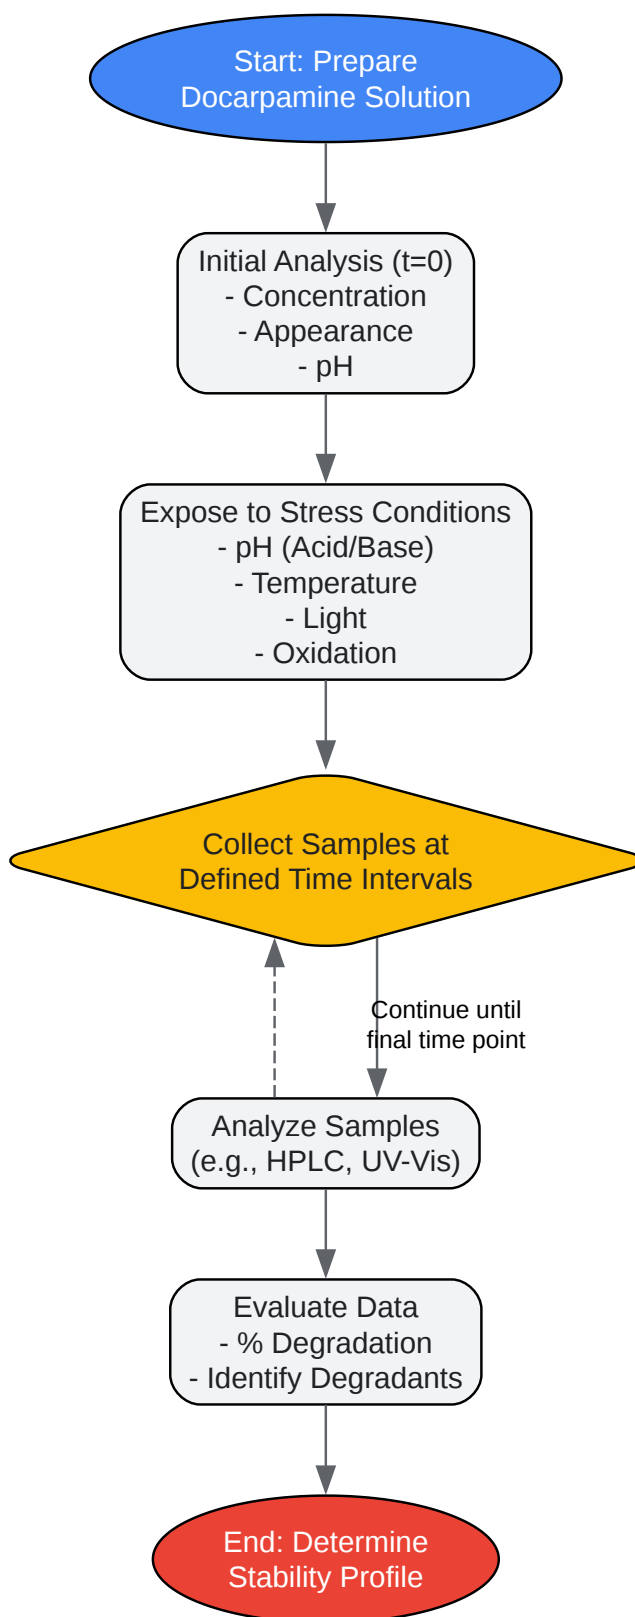 Start: Prepare
Docarpamine Solution
Initial Analysis (t=0)
- Concentration
- Appearance
- pH
Expose to Stress Conditions
- pH (Acid/Base)
- Temperature
- Light
- Oxidation
Collect Samples at
Defined Time Intervals
Continue until
final time point
Analyze Samples
(e.g., HPLC, UV-Vis)
Evaluate Data
- % Degradation
- Identify Degradants
End: Determine
Stability Profile